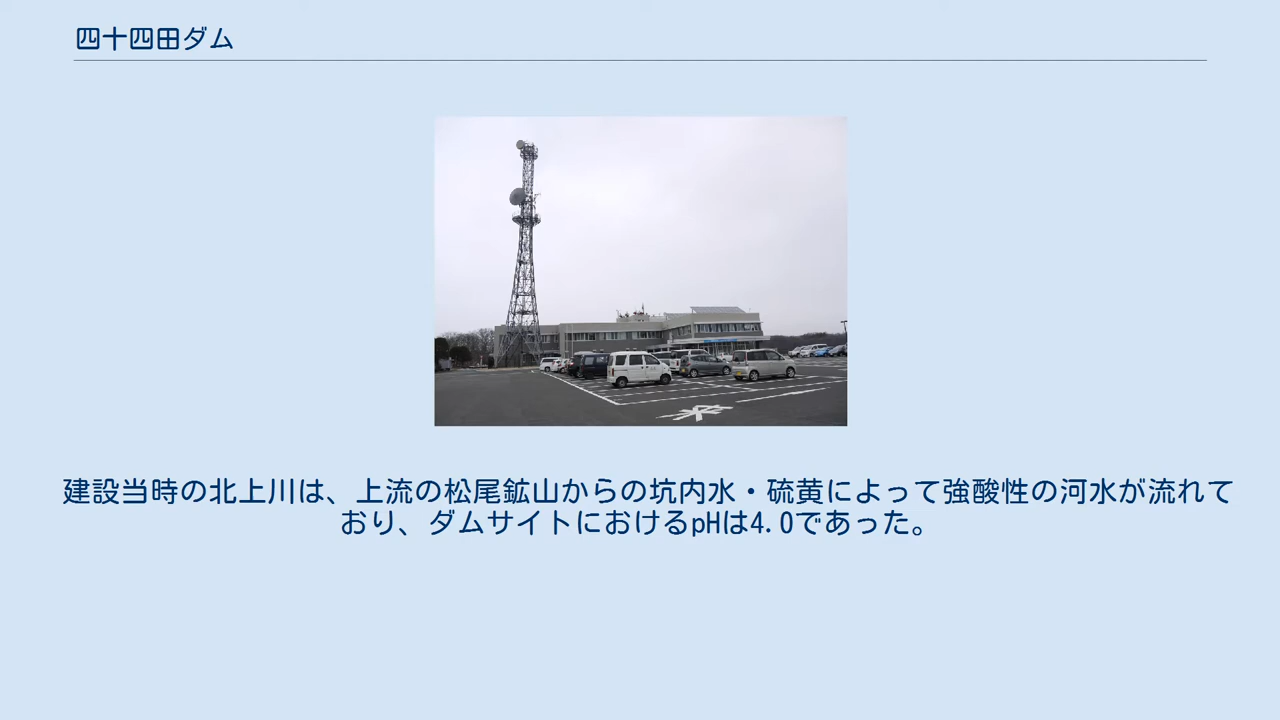 四十四田ダム
建設当時の北上川は、上流の松尾鉱山からの坑内水・硫黄によって強酸性の河水が流れて
おり、ダムサイトにおけるpHは4.0であった。